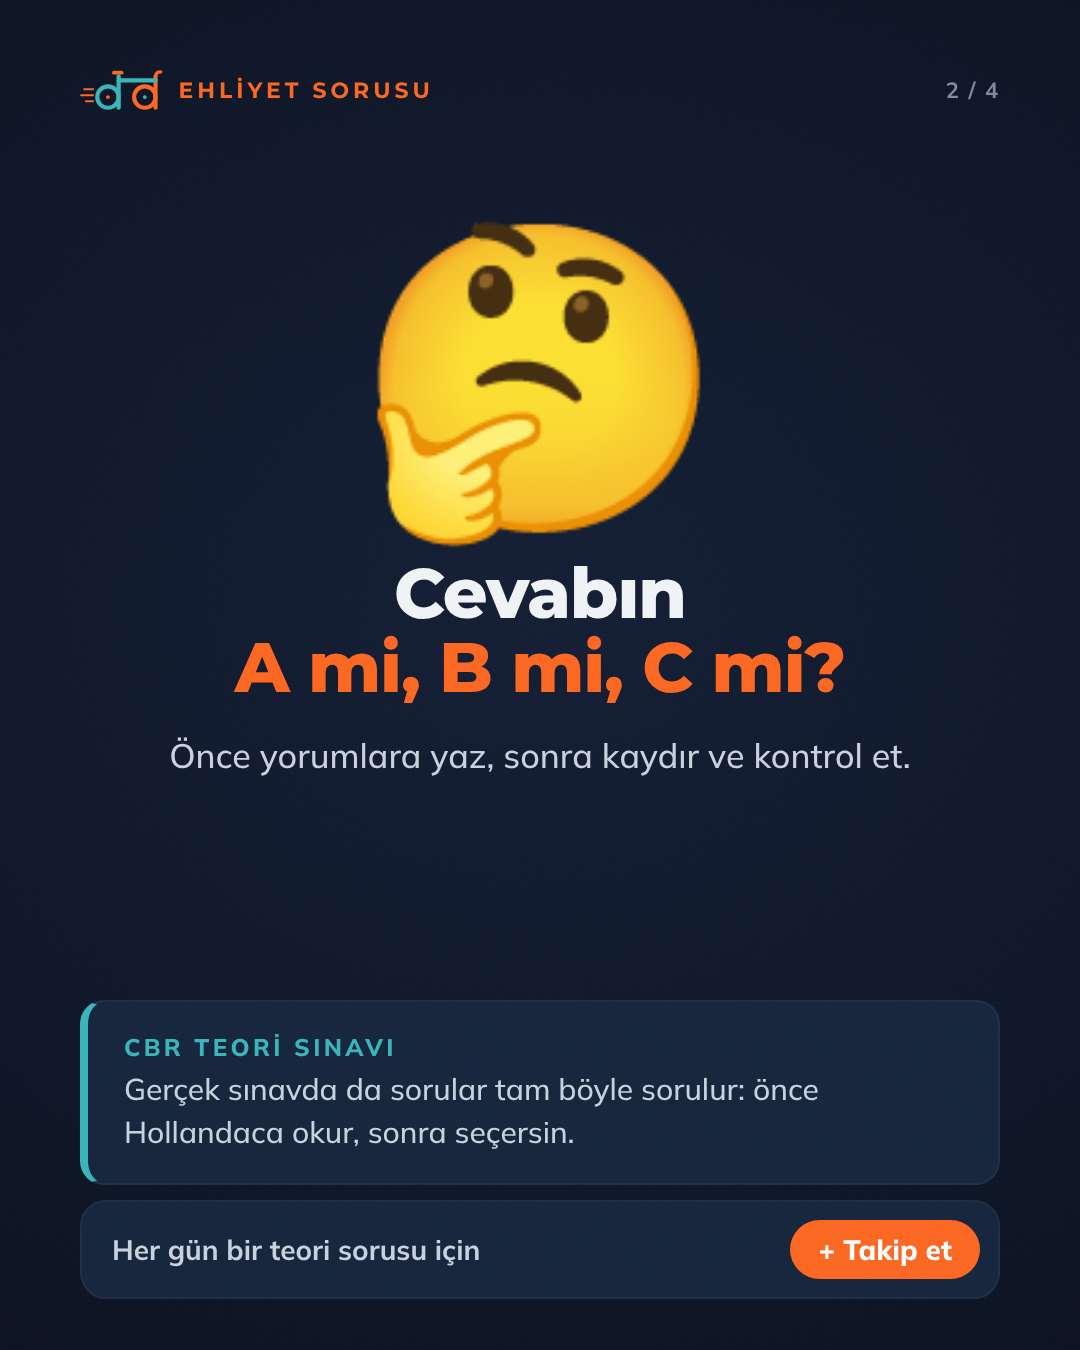 EHLİYET SORUSU
2 / 4
Cevabın
A mi, B mi, C mi?
Önce yorumlara yaz, sonra kaydır ve kontrol et.
CBR TEORİ SINAVI
Gerçek sınavda da sorular tam böyle sorulur: önce
Hollandaca okur, sonra seçersin.
Her gün bir teori sorusu için
+ Takip et